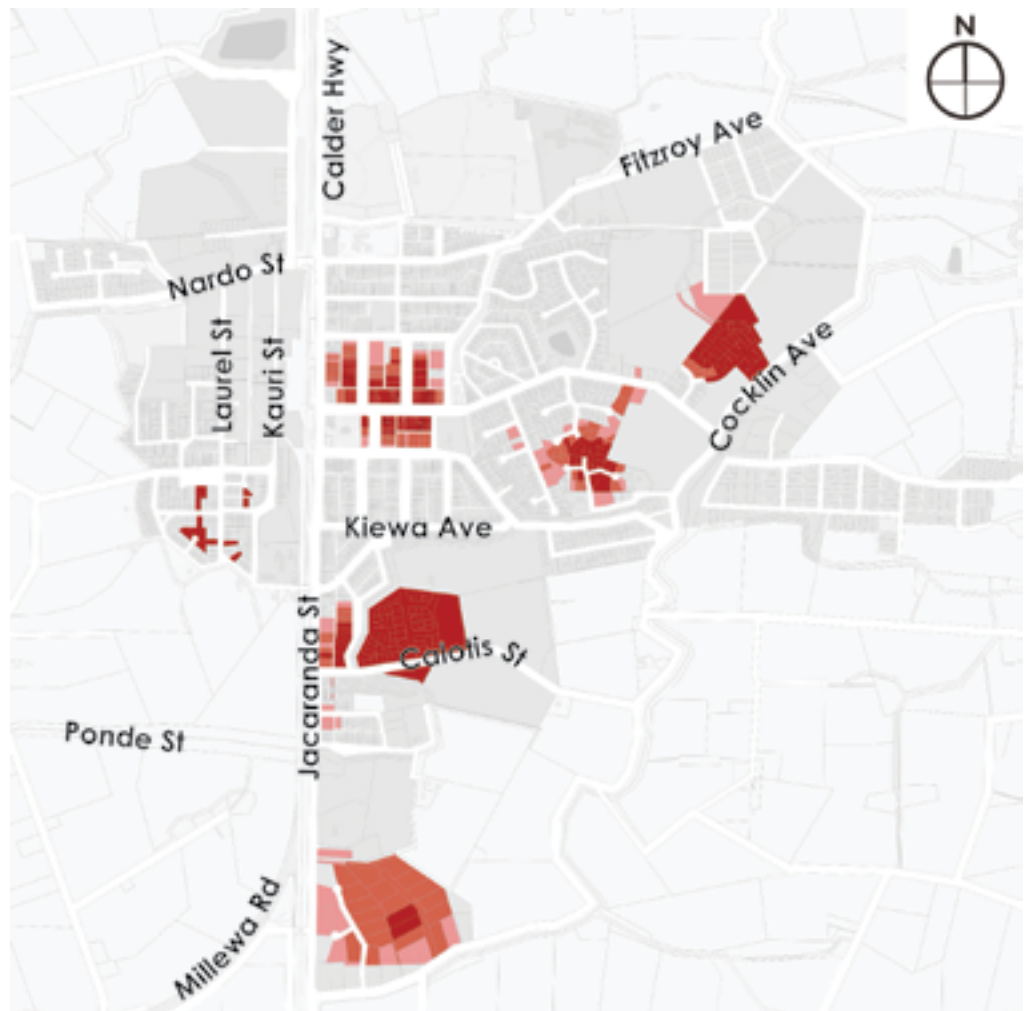 N
Calder Hwy
Fitzroy Ave
Nardo St
Laurel St
Kauri St
Cocklin Ave
Kiewa Ave
Jacaranda St
Calotis St
Ponde St
Millewa Rd